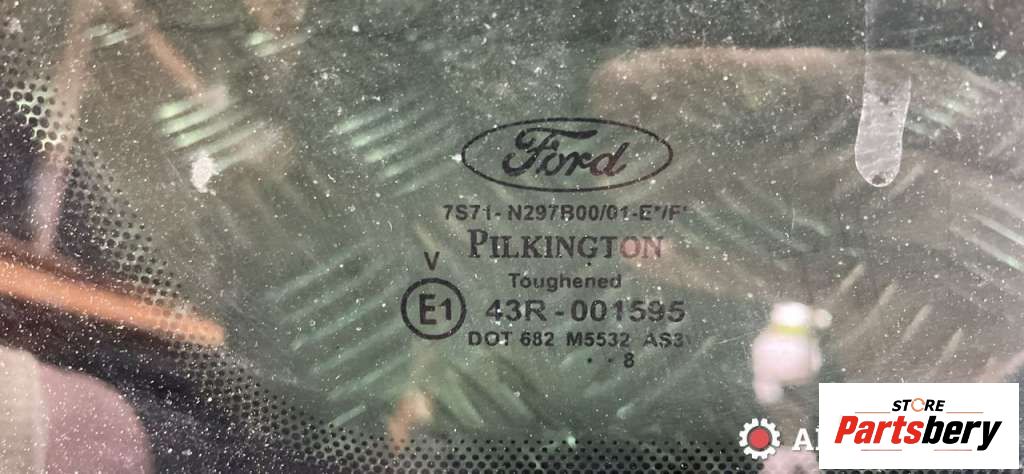 Ford
7S71-N297B00/01-E*/F*
PILKINGTON
V
Toughened
E1 43R-001595
DOT 682 M5532 AS3
. . 8
A
STORE
Partsbery